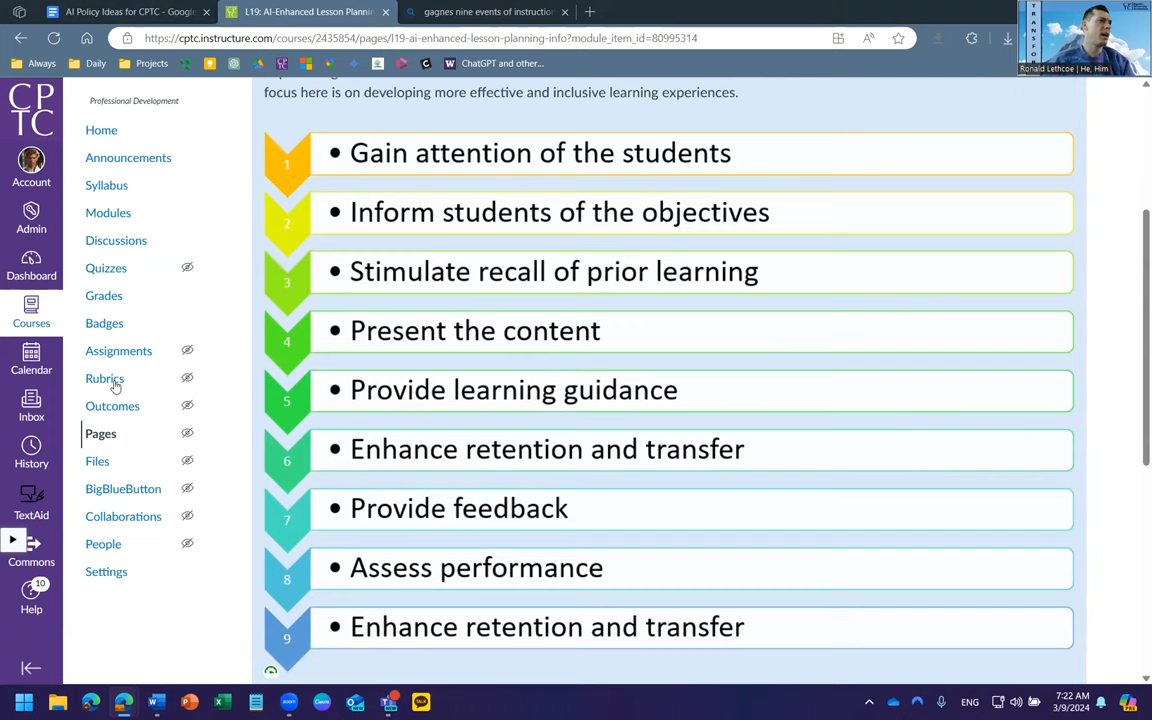 AI Policy Ideas for CPTC - Google
L19: AI-Enhanced Lesson Plannin
gagnes nine events of instructio
https://cptc.instructure.com/courses/2435854/pages/l19-ai-enhanced-lesson-planning-info?module_item_id=80995314
Always
Daily
Projects
ChatGPT and other...
TRANSFO
Ronald Lethcoe | He, Him
CPTC
Account
Admin
Dashboard
Courses
Calendar
Inbox
History
TextAid
Commons
10
Help
Professional Development
Home
Announcements
Syllabus
Modules
Discussions
Quizzes
Grades
Badges
Assignments
Rubrics
Outcomes
Pages
Files
BigBlueButton
Collaborations
People
Settings
focus here is on developing more effective and inclusive learning experiences.
1 • Gain attention of the students
2 • Inform students of the objectives
3 • Stimulate recall of prior learning
4 • Present the content
5 • Provide learning guidance
6 • Enhance retention and transfer
7 • Provide feedback
8 • Assess performance
9 • Enhance retention and transfer
ENG
7:22 AM
3/9/2024